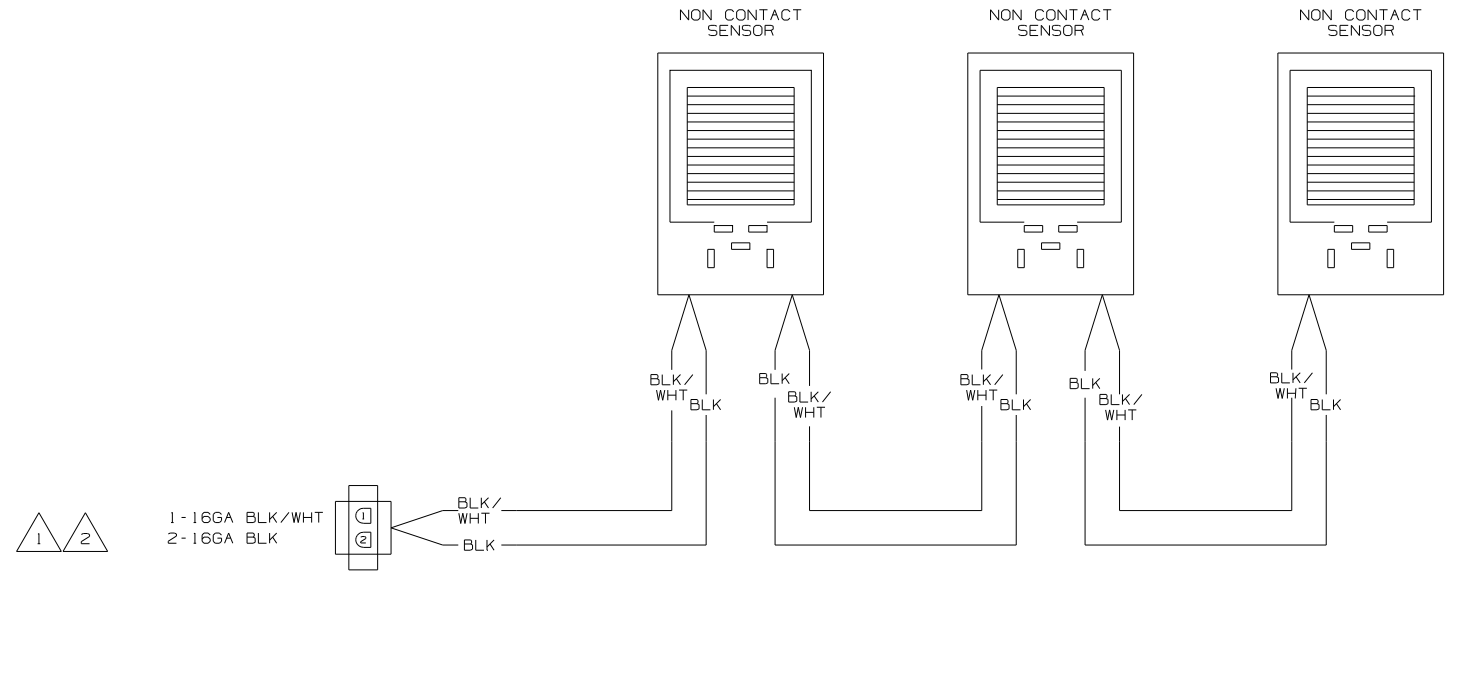 NON CONTACT
SENSOR
NON CONTACT
SENSOR
NON CONTACT
SENSOR
BLK/
WHT
BLK
BLK
BLK/
WHT
BLK/
WHT
BLK
BLK
BLK/
WHT
BLK/
WHT
BLK
1 2
1-16GA BLK/WHT
2-16GA BLK
1
2
BLK/
WHT
BLK